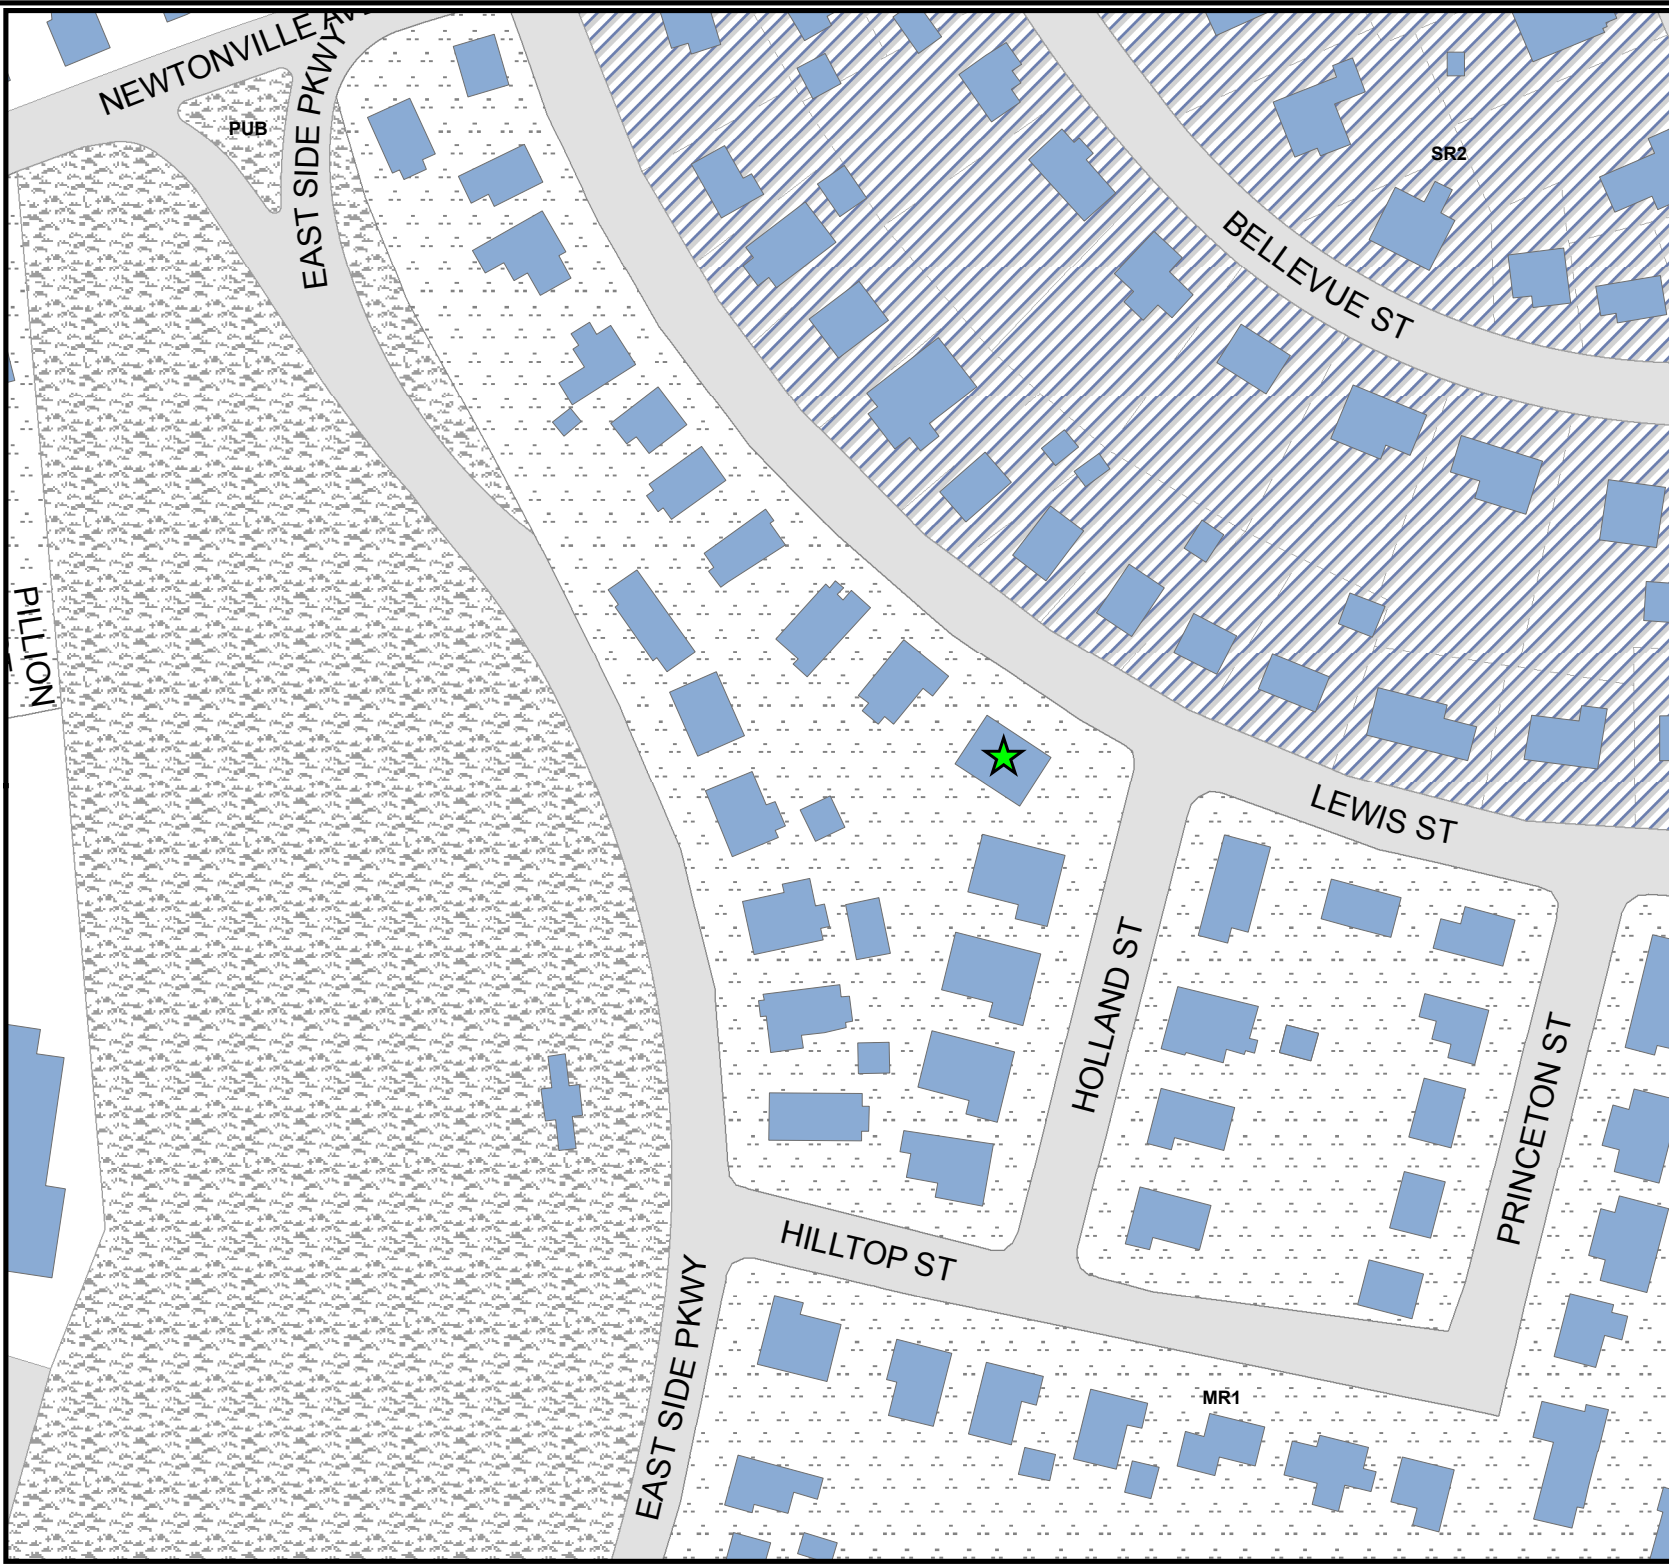 NEWTONVILLE AV
EAST SIDE PKWY
PUB
SR2
BELLEVUE ST
PILLION
LEWIS ST
HOLLAND ST
PRINCETON ST
HILLTOP ST
EAST SIDE PKWY
MR1